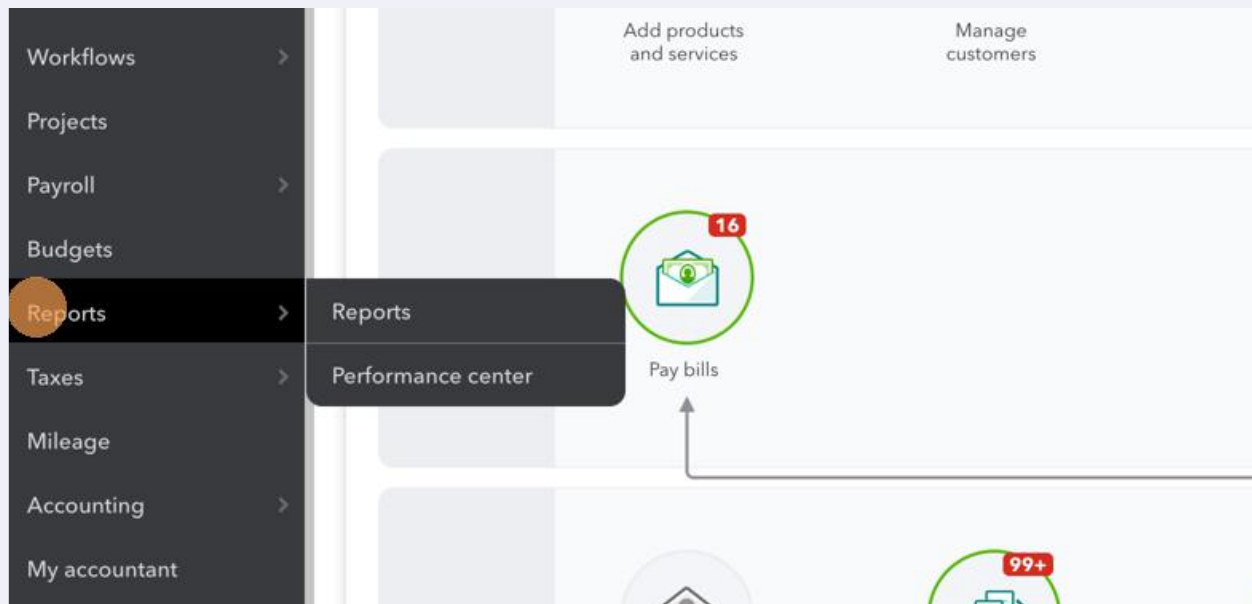 Workflows
Projects
Payroll
Budgets
Reports
Taxes
Mileage
Accounting
My accountant
Reports
Performance center
Add products
and services
Manage
customers
16
Pay bills
99+